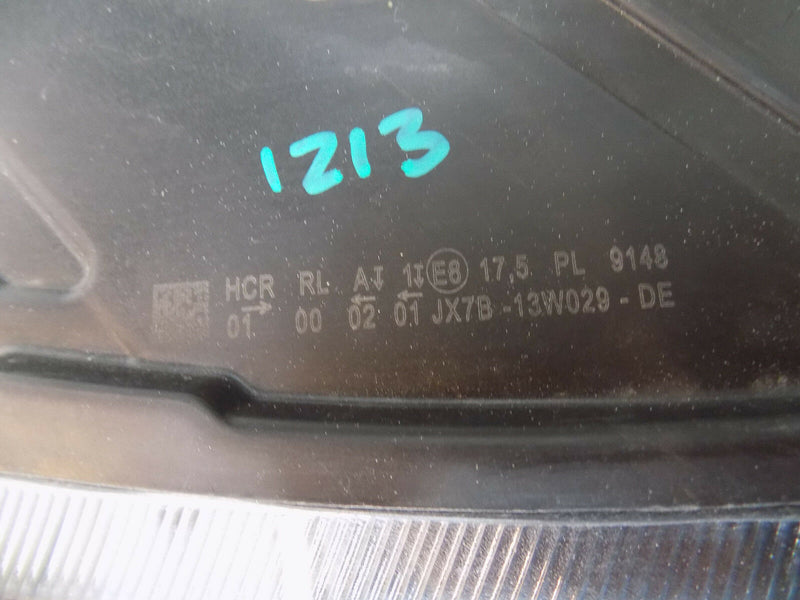 1213
HCR RL A↧ 1↧ E8 17,5 PL 9148
→ ← ←
01 00 02 01 JX7B -13W029 - DE